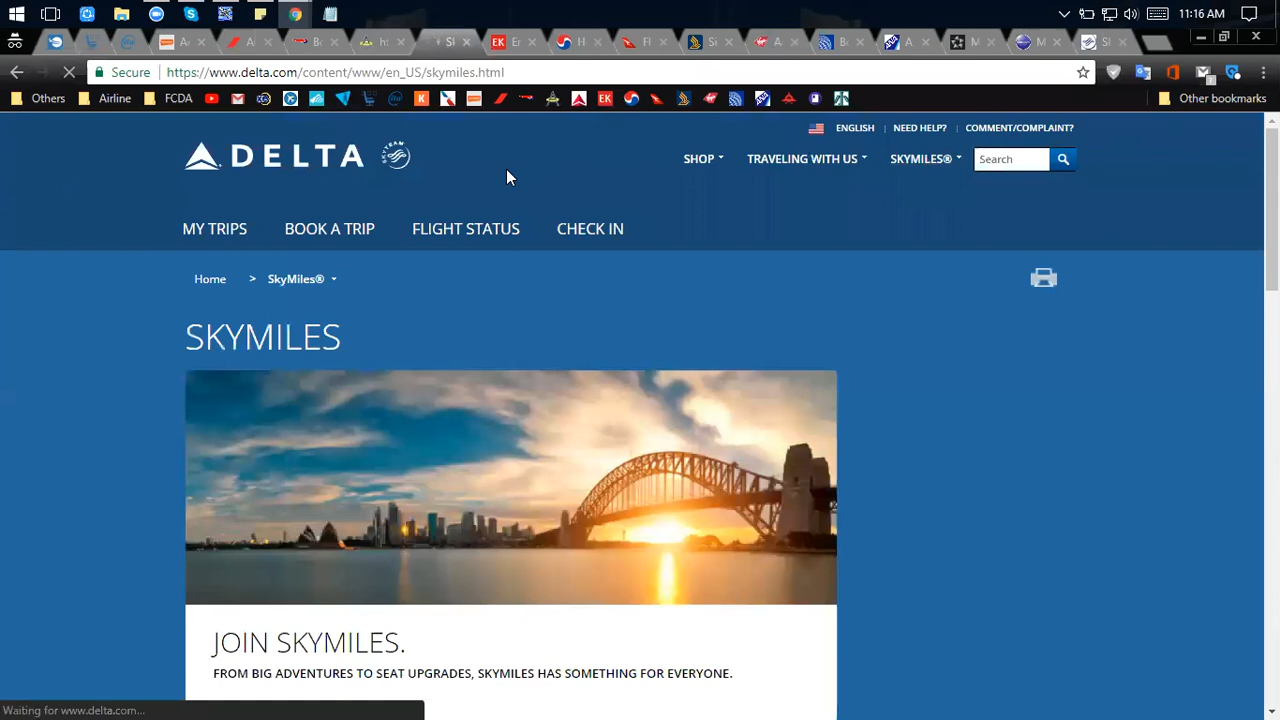 11:16 AM
Secure https://www.delta.com/content/www/en_US/skymiles.html
Others Airline FCDA Other bookmarks
ENGLISH NEED HELP? COMMENT/COMPLAINT?
DELTA SHOP TRAVELING WITH US SKYMILES® Search
MY TRIPS BOOK A TRIP FLIGHT STATUS CHECK IN
Home > SkyMiles®
SKYMILES
JOIN SKYMILES.
FROM BIG ADVENTURES TO SEAT UPGRADES, SKYMILES HAS SOMETHING FOR EVERYONE.
Waiting for www.delta.com...